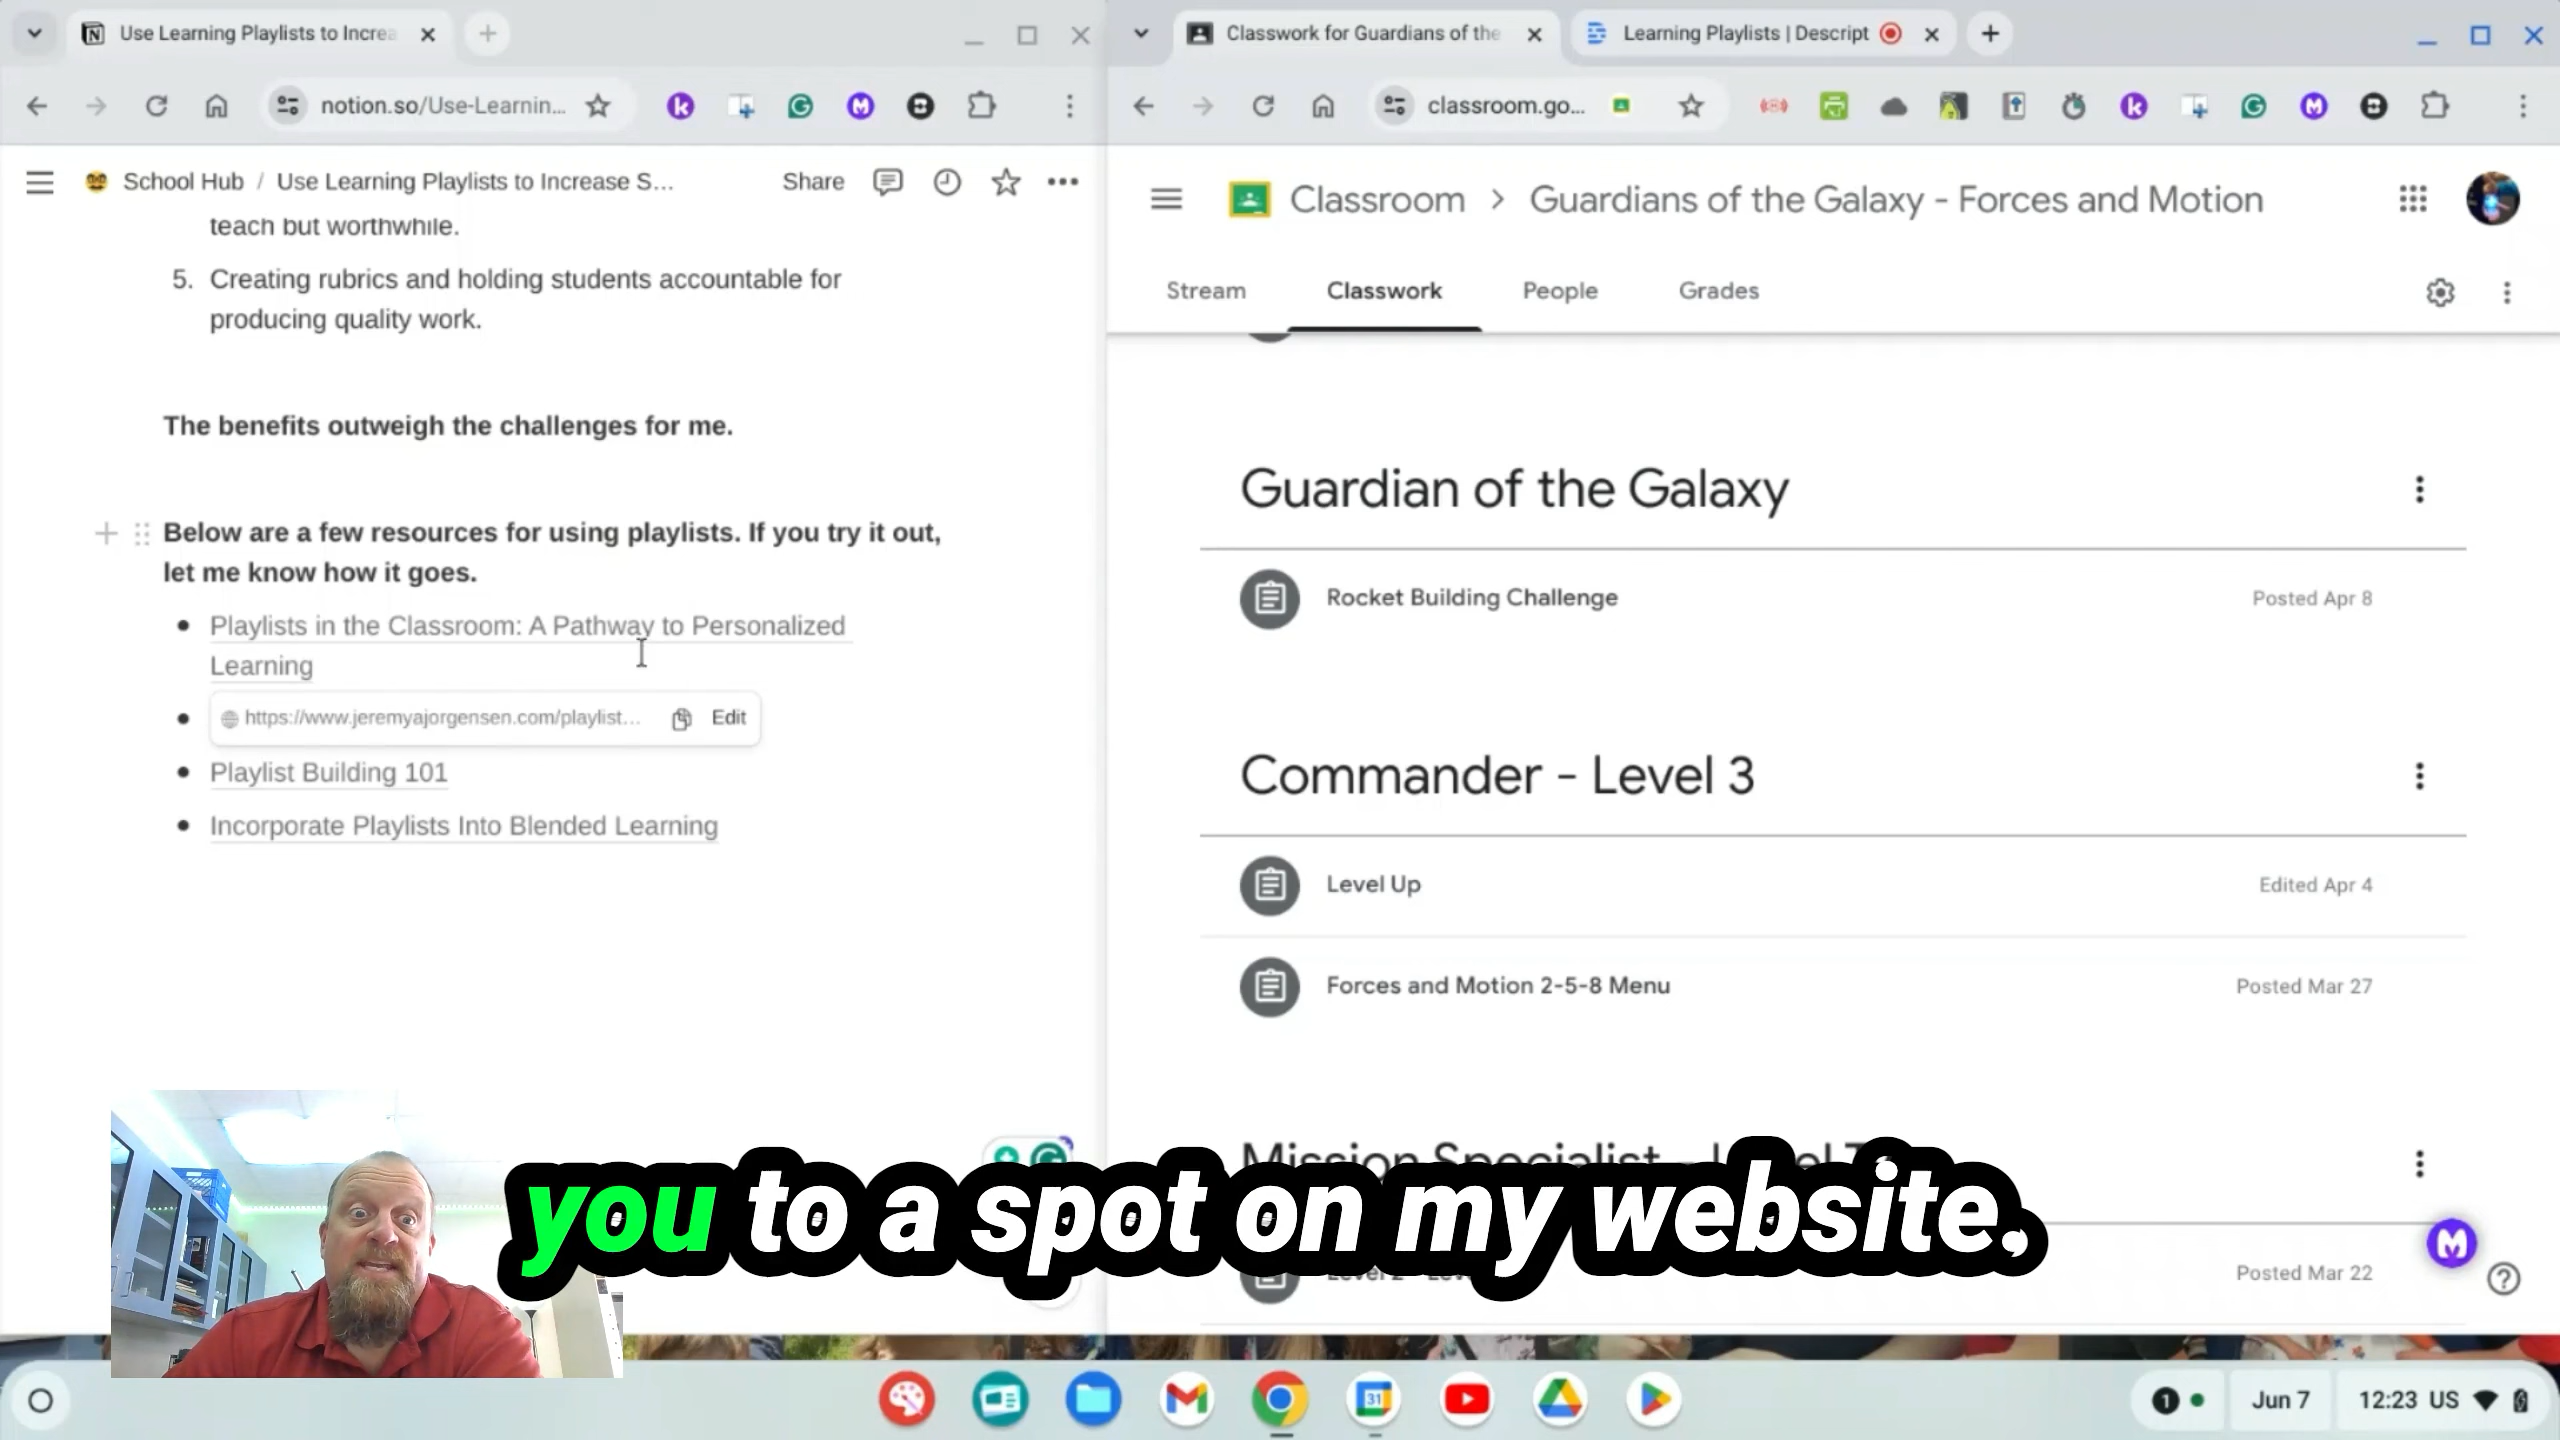 Use Learning Playlists to Increa
notion.so/Use-Learnin...
School Hub / Use Learning Playlists to Increase S...
Share
teach but worthwhile.
5. Creating rubrics and holding students accountable for
producing quality work.
The benefits outweigh the challenges for me.
Below are a few resources for using playlists. If you try it out,
let me know how it goes.
Playlists in the Classroom: A Pathway to Personalized
Learning
https://www.jeremyajorgensen.com/playlist... Edit
Playlist Building 101
Incorporate Playlists Into Blended Learning
Classwork for Guardians of the
Learning Playlists | Descript
classroom.go...
Classroom > Guardians of the Galaxy - Forces and Motion
Stream Classwork People Grades
Guardian of the Galaxy
Rocket Building Challenge Posted Apr 8
Commander - Level 3
Level Up Edited Apr 4
Forces and Motion 2-5-8 Menu Posted Mar 27
Mission Specialist -
Posted Mar 22
you to a spot on my website.
31
1
Jun 7
12:23 US